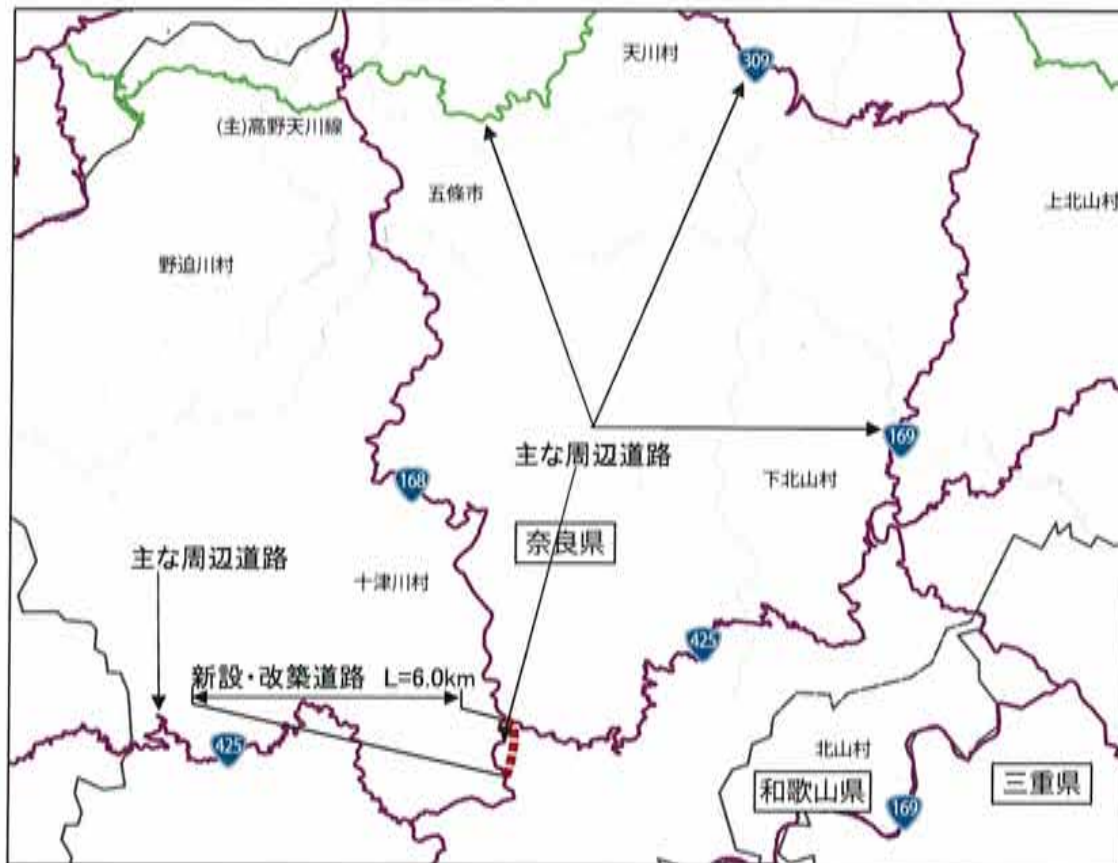 天川村
309
(主)高野天川線
五條市
上北山村
野迫川村
主な周辺道路
169
168
下北山村
奈良県
主な周辺道路
十津川村
425
新設・改築道路 L=6.0km
425
北山村
和歌山県
三重県
169